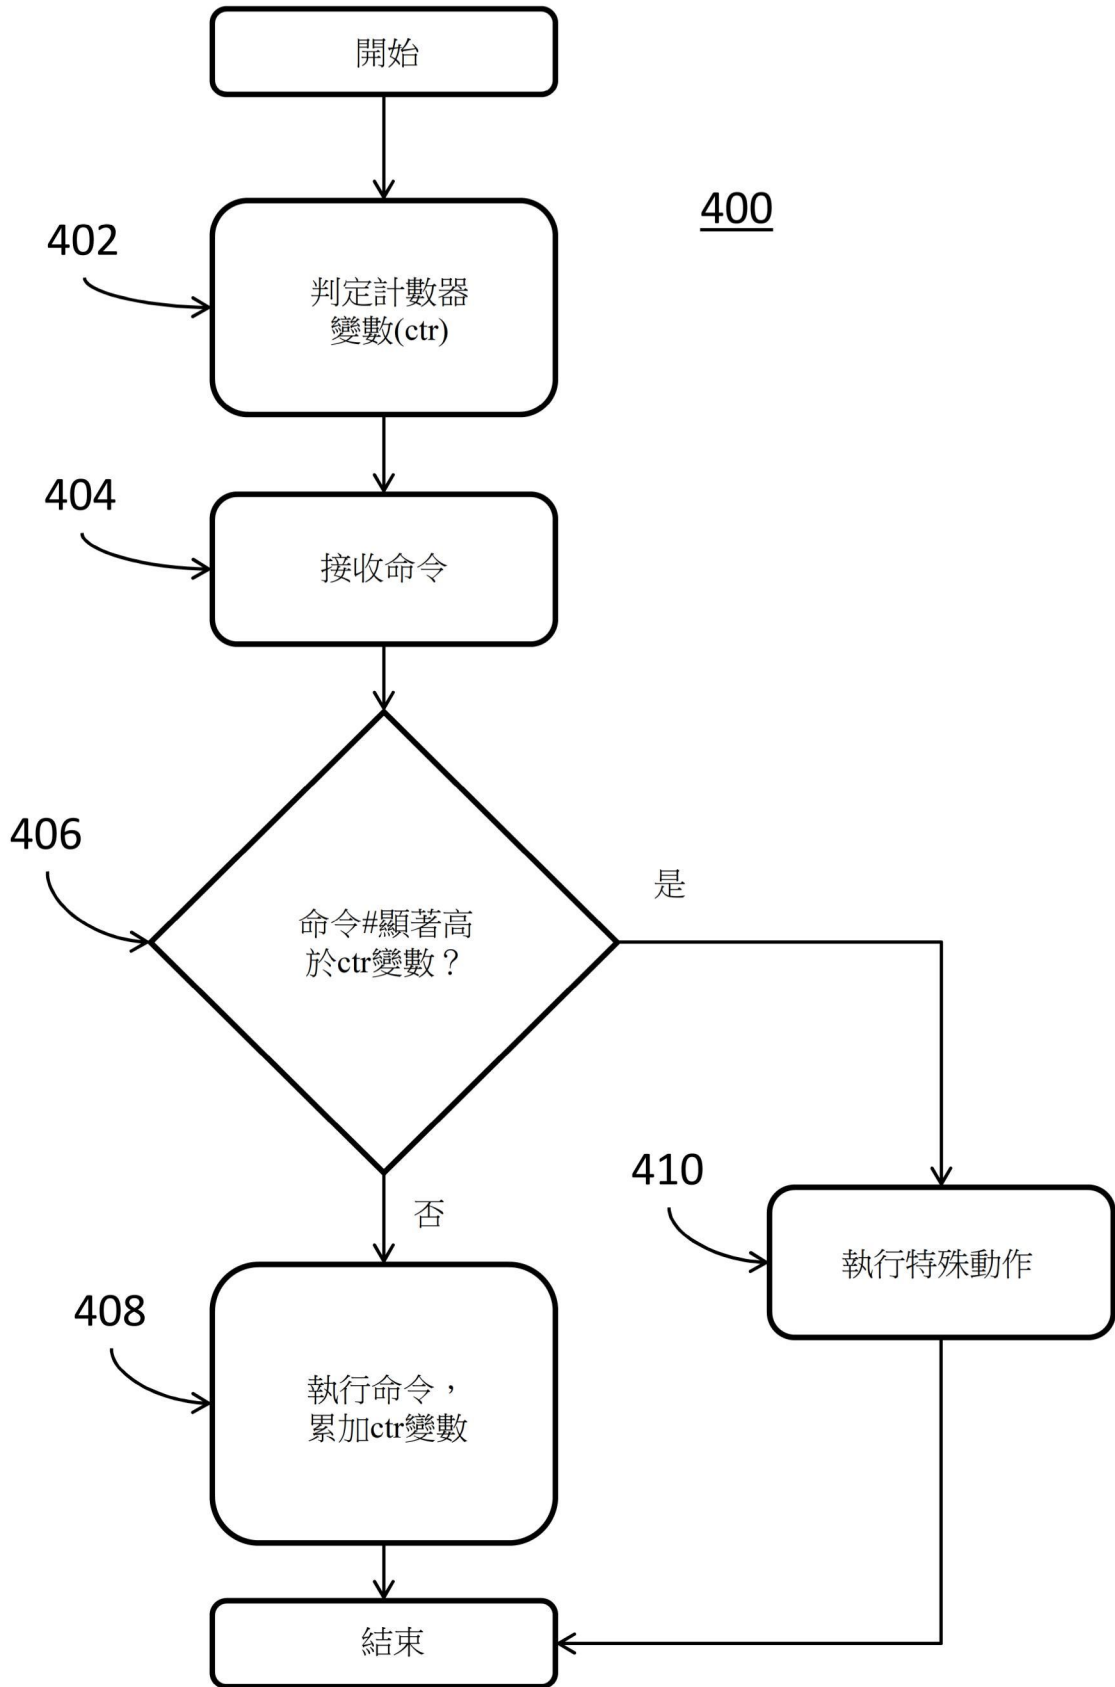 開始
400
402
判定計數器
變數(ctr)
404
接收命令
406
是
命令#顯著高
於ctr變數？
410
否
執行特殊動作
408
執行命令，
累加ctr變數
結束